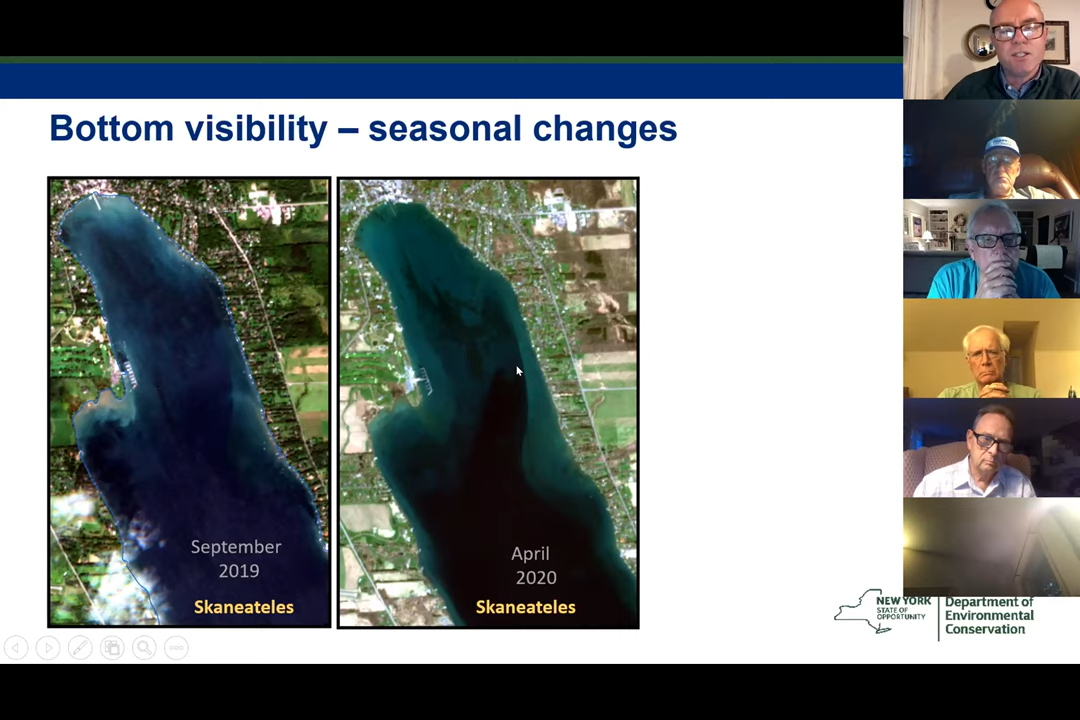 Bottom visibility – seasonal changes
September
2019
Skaneateles
April
2020
Skaneateles
NEW YORK
STATE OF
OPPORTUNITY
Department of
Environmental
Conservation